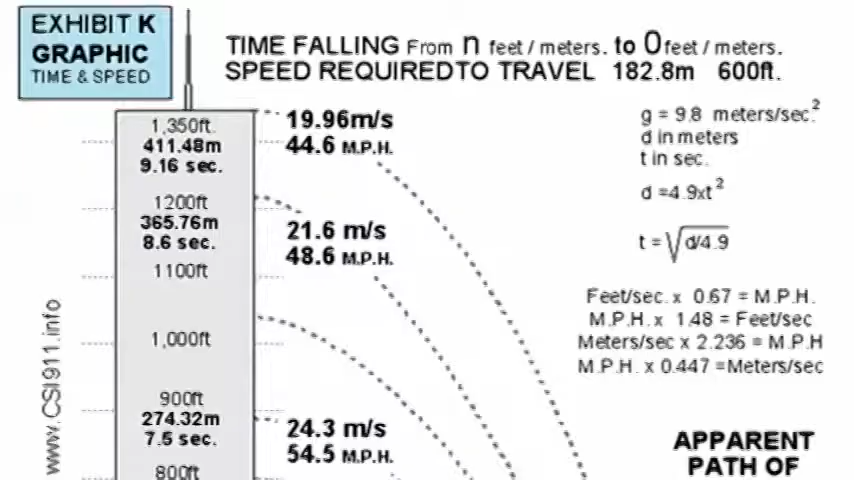 EXHIBIT K
GRAPHIC
TIME & SPEED
TIME FALLING From n feet / meters. to 0 feet / meters.
SPEED REQUIRED TO TRAVEL 182.8m 600ft.
1,350ft.
411.48m
9.16 sec.
19.96m/s
44.6 M.P.H.
g = 9.8 meters/sec.2
d in meters
t in sec.
d =4.9xt2
t = √d/4.9
1200ft
365.76m
8.6 sec.
21.6 m/s
48.6 M.P.H.
1100ft
Feet/sec. x 0.67 = M.P.H.
M.P.H. x 1.48 = Feet/sec
Meters/sec x 2.236 = M.P.H
M.P.H. x 0.447 =Meters/sec
1,000ft
900ft
274.32m
7.5 sec.
24.3 m/s
54.5 M.P.H.
800ft
www.CSI911.info
APPARENT
PATH OF